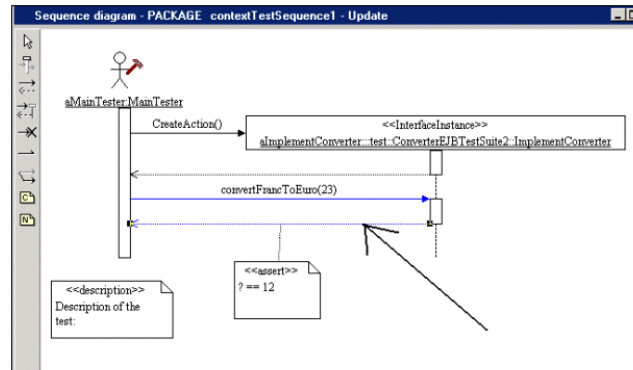 Sequence diagram - PACKAGE contextTestSequence1 - Update
aMainTester:MainTester
CreateAction()
<<InterfaceInstance>>
aImplementConverter:::test::ConverterEJBTestSuite2::ImplementConverter
convertFrancToEuro(23)
<<assert>>
? == 12
<<description>>
Description of the
test:
C
N